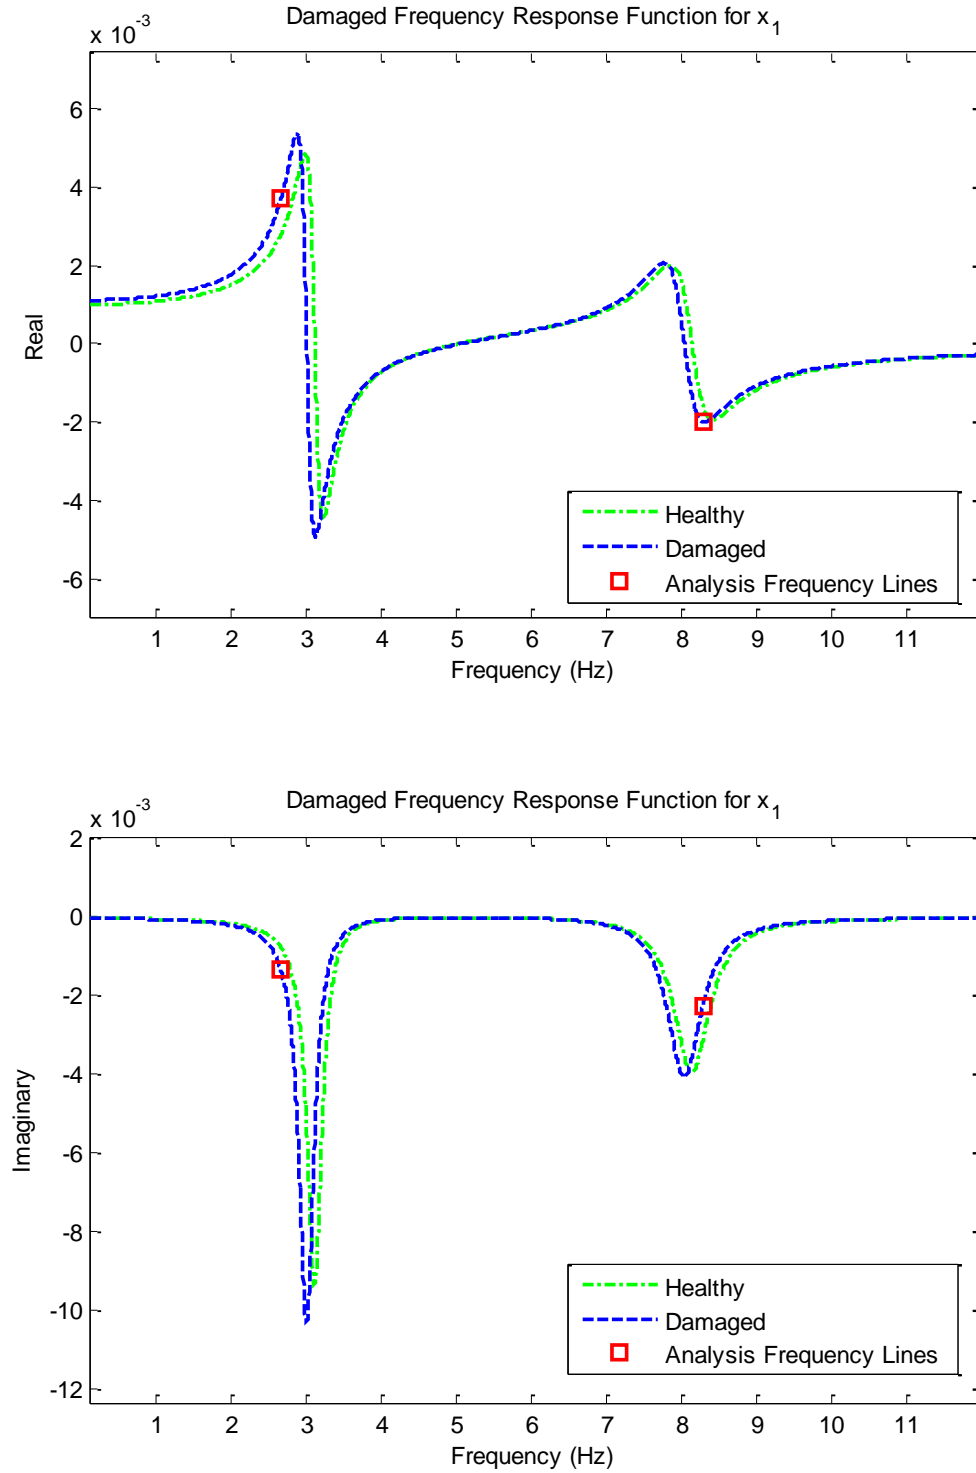 Damaged Frequency Response Function for x1
x 10-3
6
4
2
0
-2
-4
-6
Real
Healthy
Damaged
Analysis Frequency Lines
1 2 3 4 5 6 7 8 9 10 11
Frequency (Hz)
Damaged Frequency Response Function for x1
x 10-3
2
0
-2
-4
-6
-8
-10
-12
Imaginary
Healthy
Damaged
Analysis Frequency Lines
1 2 3 4 5 6 7 8 9 10 11
Frequency (Hz)